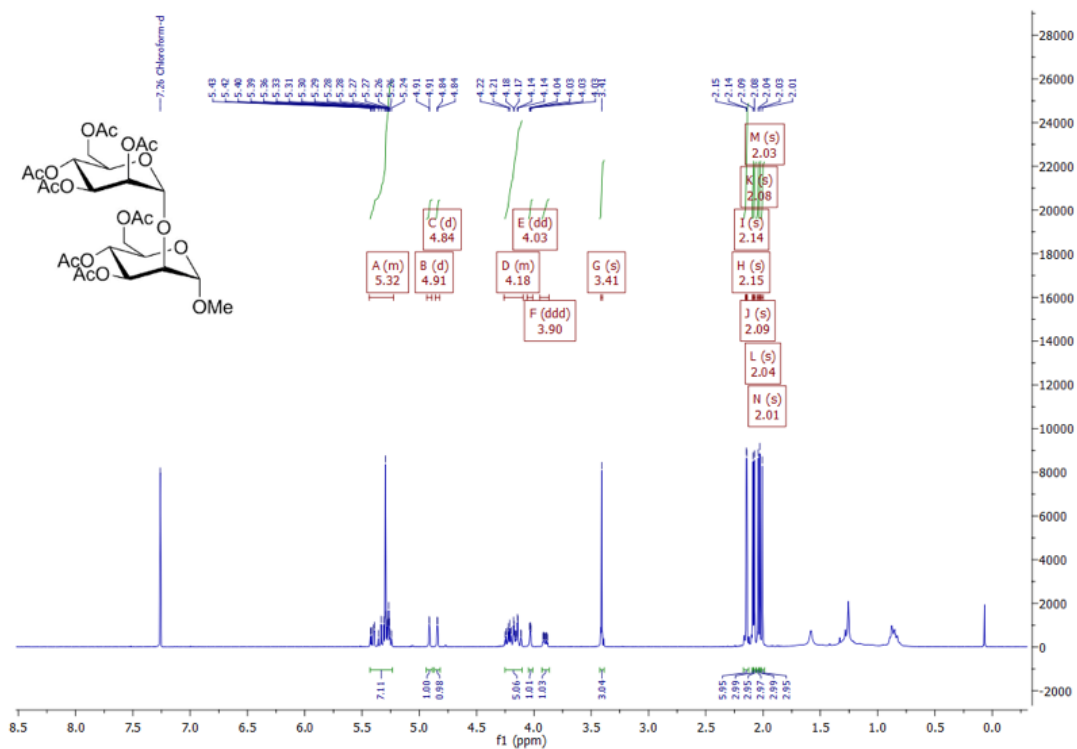 7.26 Chloroform-d
5.43
5.42
5.40
5.39
5.36
5.33
5.31
5.30
5.29
5.28
5.28
5.27
5.27
5.26
5.26
5.24
4.91
4.91
4.84
4.84
4.22
4.21
4.18
4.17
4.14
4.14
4.04
4.03
4.03
4.03
3.41
2.15
2.14
2.09
2.08
2.04
2.03
2.01
OAc
OAc
AcO
AcO
O
OAc
O
AcO
AcO
O
OMe
M (s)
2.03
K (s)
2.08
C (d)
4.84
E (dd)
4.03
I (s)
2.14
A (m)
5.32
B (d)
4.91
D (m)
4.18
G (s)
3.41
H (s)
2.15
F (ddd)
3.90
J (s)
2.09
L (s)
2.04
N (s)
2.01
28000
26000
24000
22000
20000
18000
16000
14000
12000
10000
8000
6000
4000
2000
0
-2000
7.11
1.00
0.98
5.06
1.01
1.03
3.04
5.95
2.99
2.95
2.97
2.99
2.95
8.5 8.0 7.5 7.0 6.5 6.0 5.5 5.0 4.5 4.0 3.5 3.0 2.5 2.0 1.5 1.0 0.5 0.0
f1 (ppm)